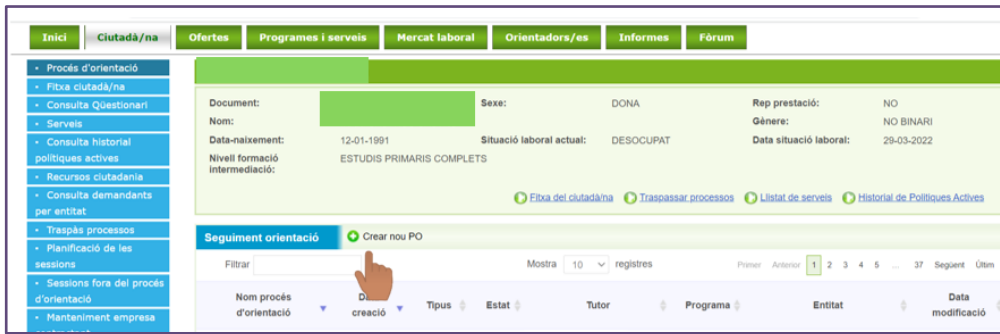 Inici Ciutadà/na Ofertes Programes i serveis Mercat laboral Orientadors/es Informes Fòrum
Procés d'orientació
Fitxa ciutadà/na
Consulta Qüestionari
Serveis
Consulta historial
polítiques actives
Recursos ciutadania
Consulta demandants
per entitat
Traspàs processos
Planificació de les
sessions
Sessions fora del procés
d'orientació
Manteniment empresa
Document: Sexe: DONA Rep prestació: NO
Nom: Gènere: NO BINARI
Data-naixement: 12-01-1991 Situació laboral actual: DESOCUPAT Data situació laboral: 29-03-2022
Nivell formació
intermediació: ESTUDIS PRIMARIS COMPLETS
Fitxa del ciutadà/na Traspassar processos Llistat de serveis Historial de Polítiques Actives
Seguiment orientació Crear nou PO
Filtrar Mostra 10 registres Primer Anterior 1 2 3 4 5 ... 37 Següent Últim
Nom procés
d'orientació
creació Tipus Estat Tutor Programa Entitat Data
modificació